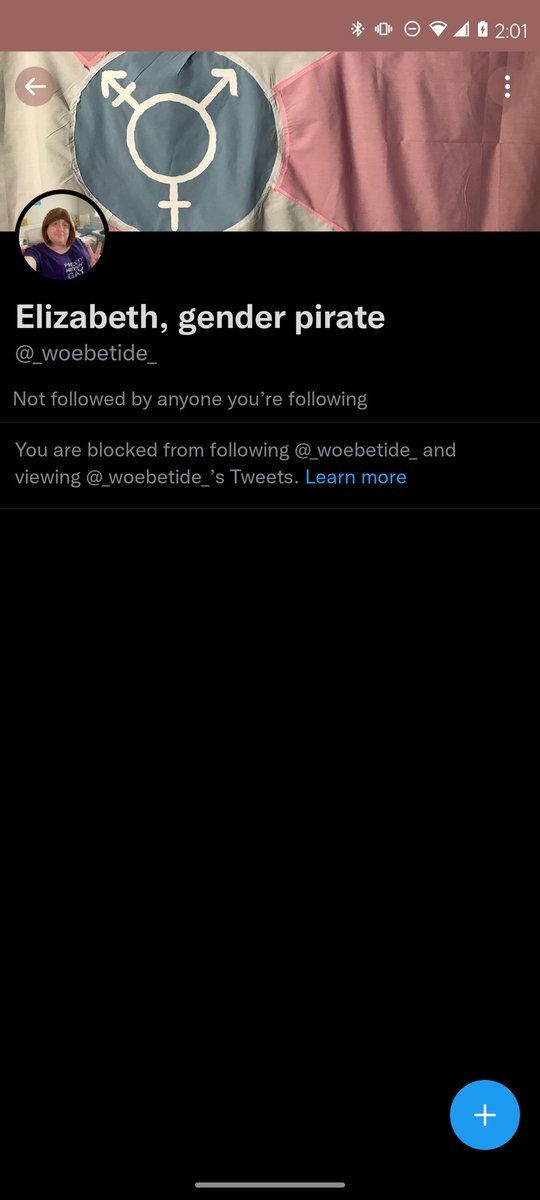 2:01
Elizabeth, gender pirate
@_woebetide_
Not followed by anyone you’re following
You are blocked from following @_woebetide_ and
viewing @_woebetide_’s Tweets. Learn more